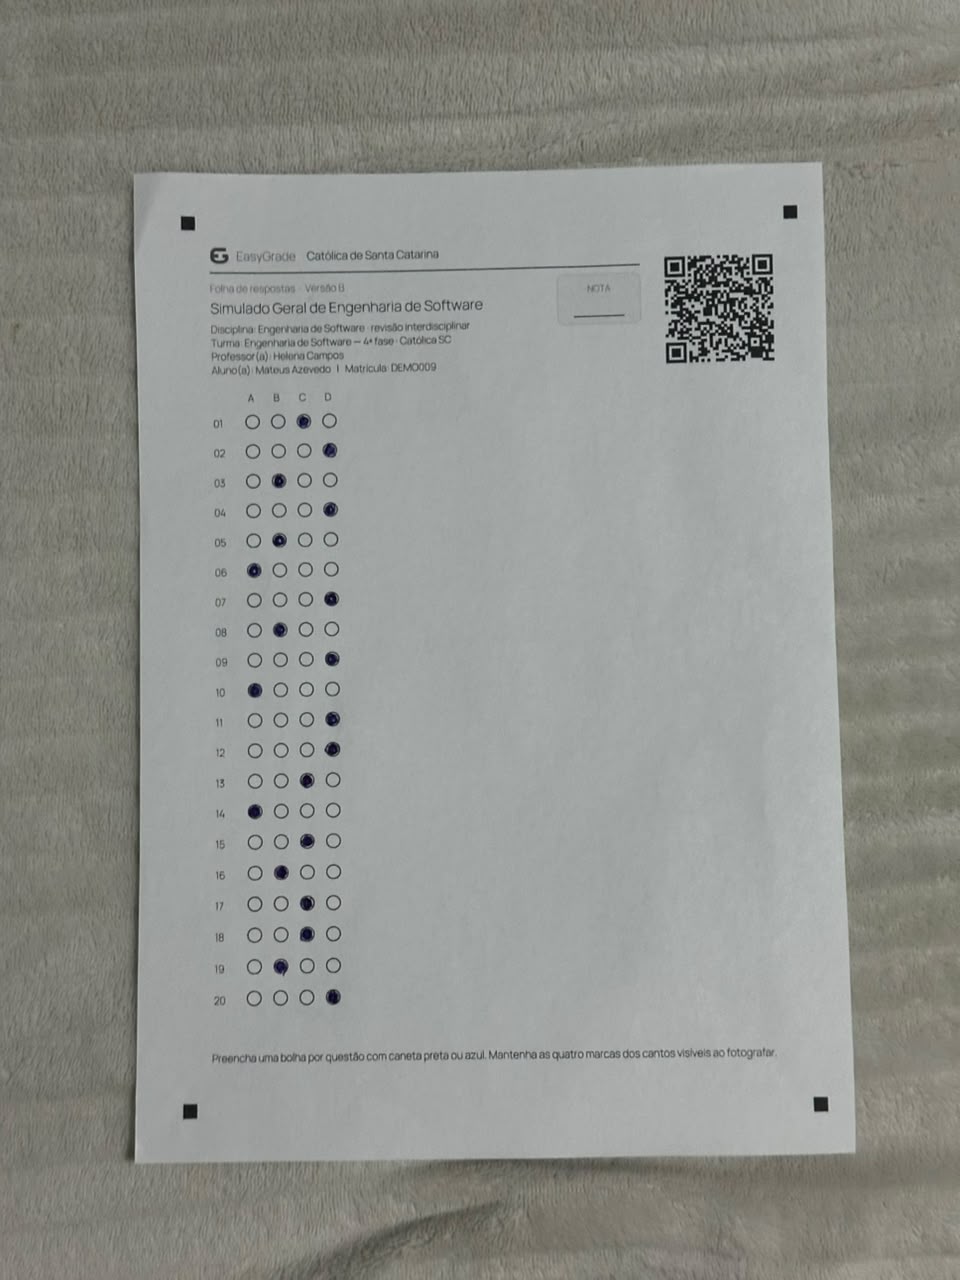 EasyGrade Católica de Santa Catarina
Folha de respostas · Versão B
NOTA
Simulado Geral de Engenharia de Software
Disciplina: Engenharia de Software · revisão interdisciplinar
Turma: Engenharia de Software — 4ª fase · Católica SC
Professor(a): Helena Campos
Aluno(a): Mateus Azevedo | Matrícula: DEMO009
A B C D
01
02
03
04
05
06
07
08
09
10
11
12
13
14
15
16
17
18
19
20
Preencha uma bolha por questão com caneta preta ou azul. Mantenha as quatro marcas dos cantos visíveis ao fotografar.